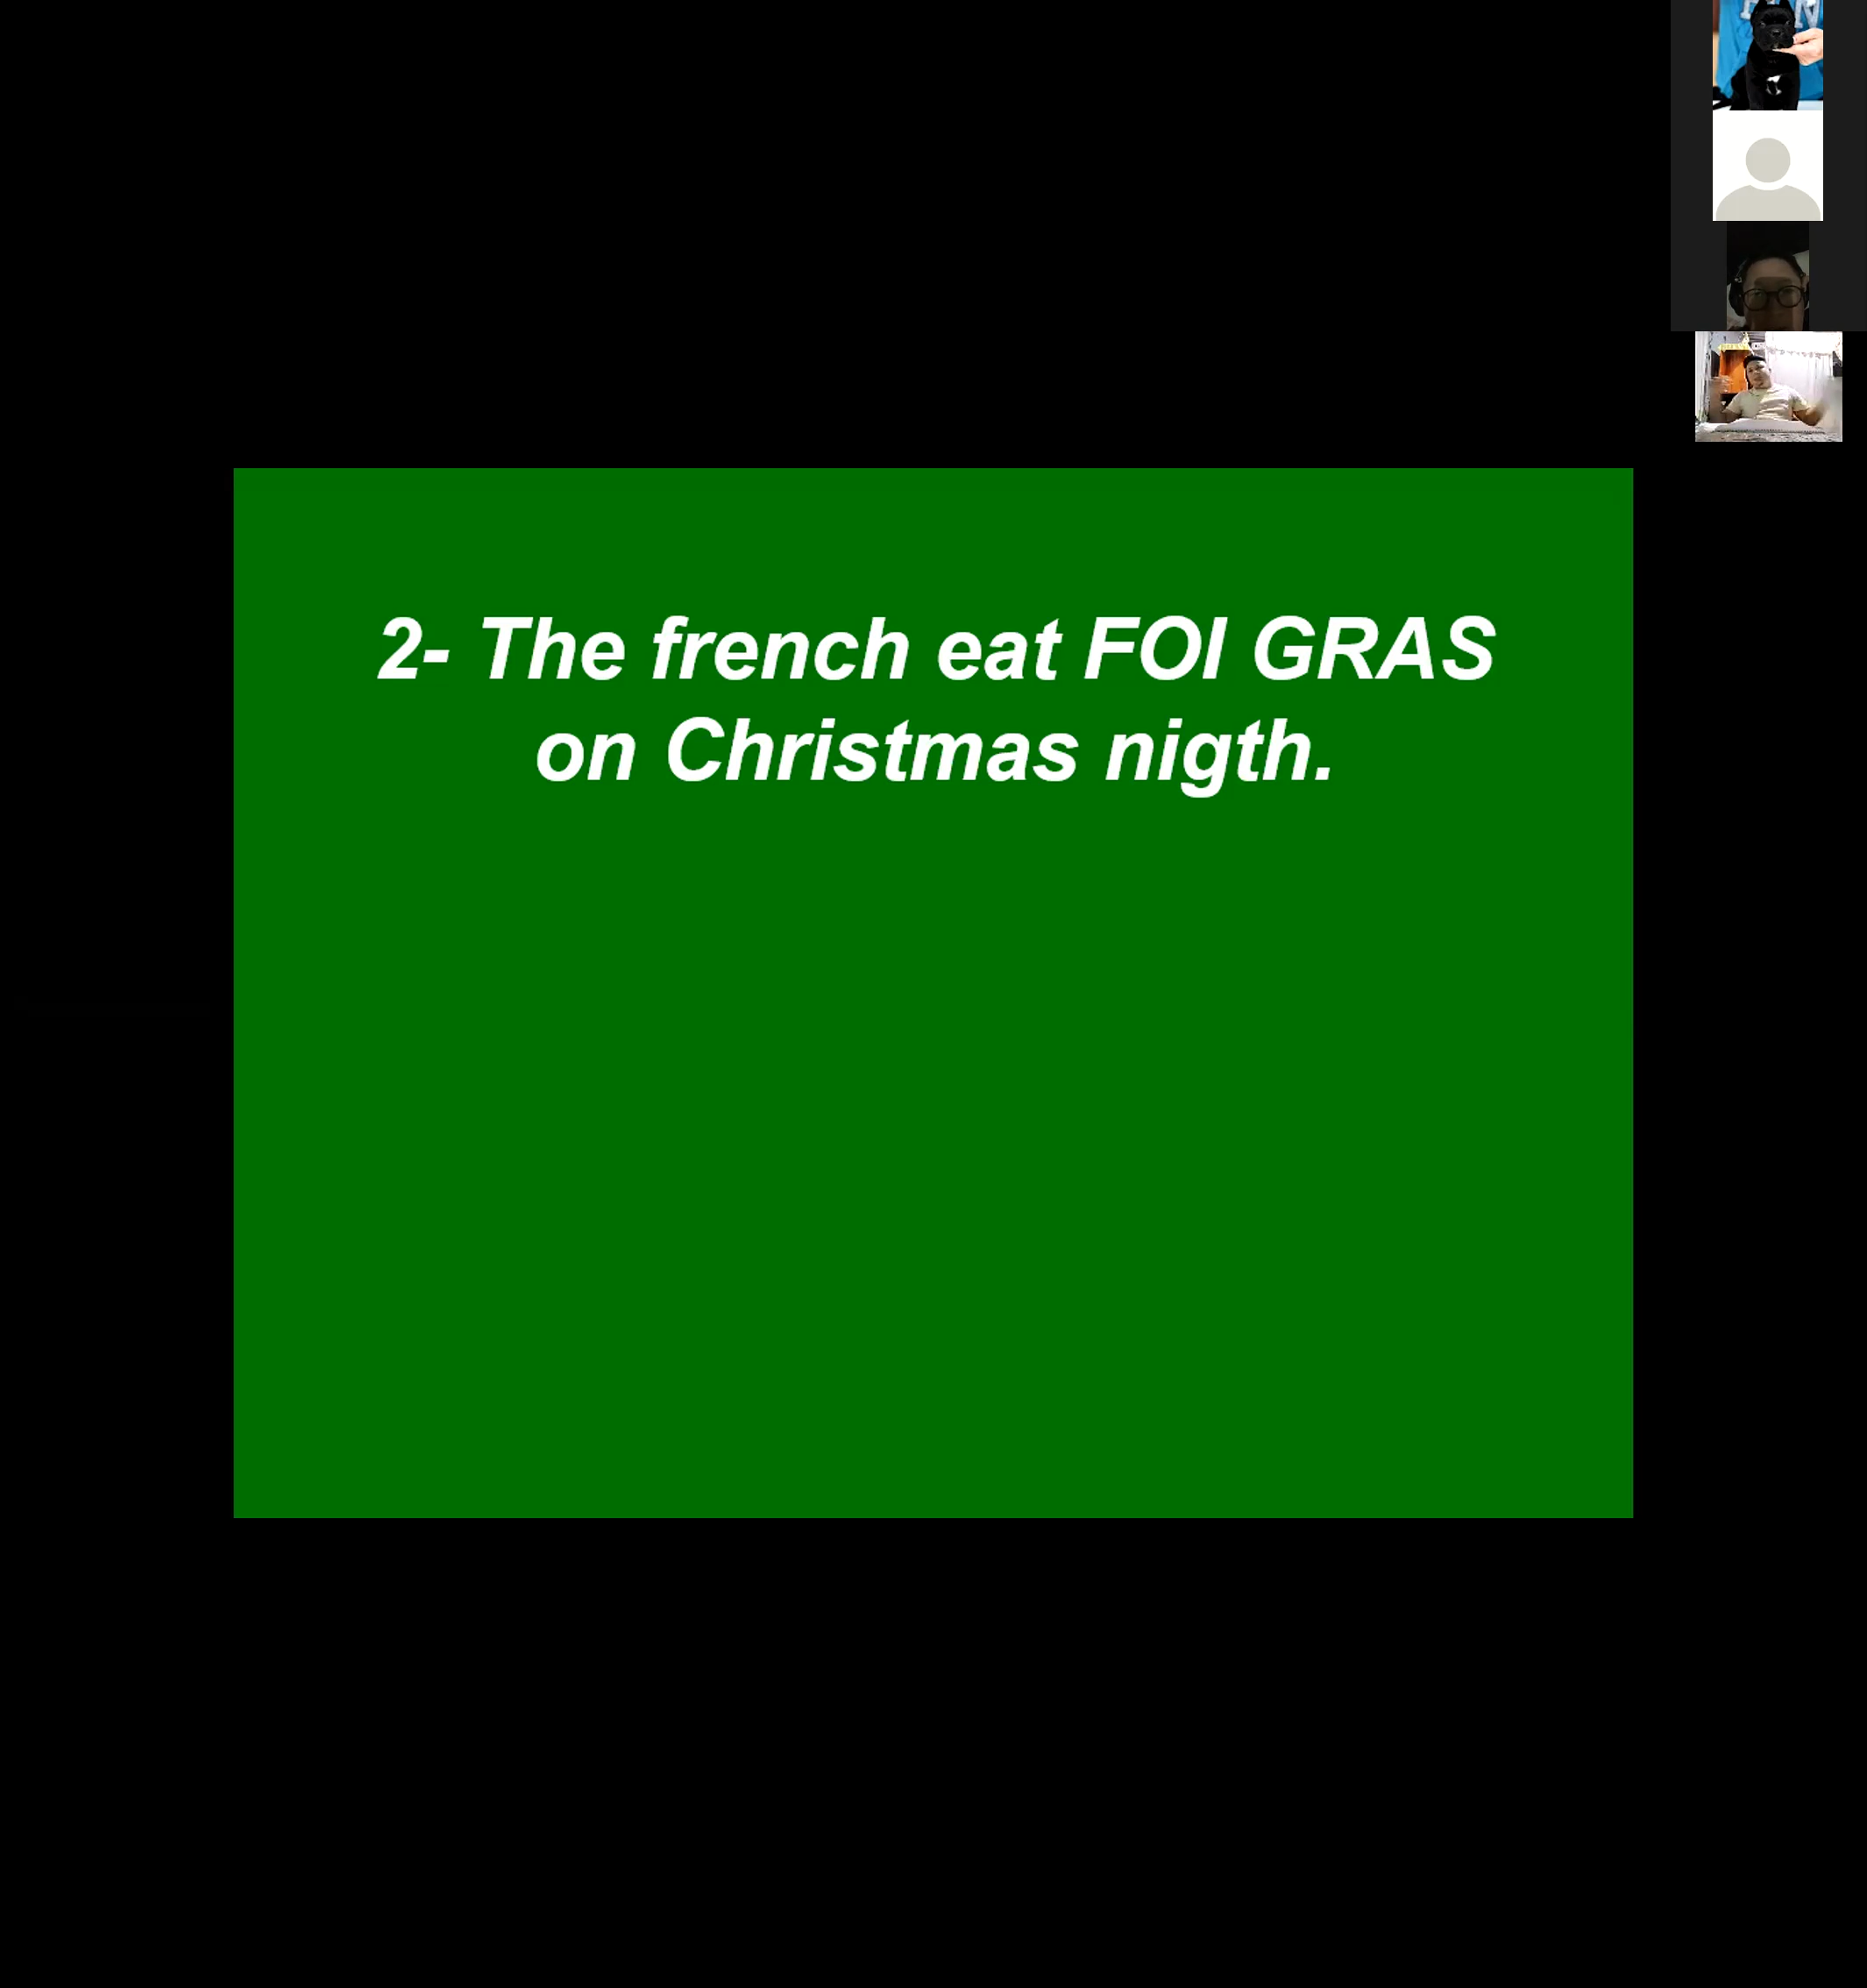 2- The french eat FOI GRAS
on Christmas nigth.